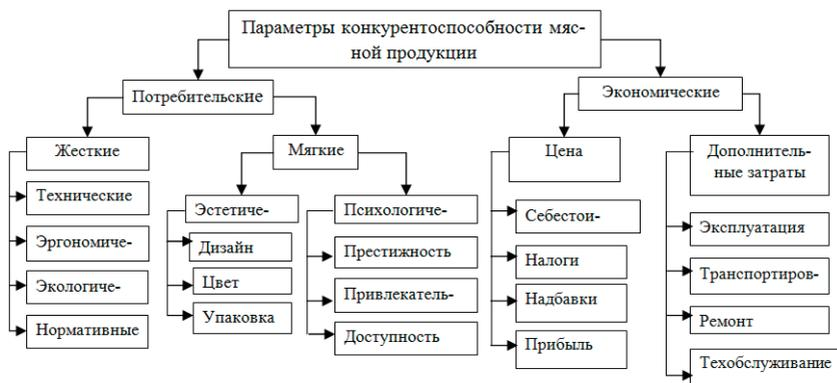 Параметры конкурентоспособности мяс-
ной продукции
Потребительские
Экономические
Жесткие
Мягкие
Цена
Дополнитель-
ные затраты
Технические
Эргономиче-
Экологиче-
Нормативные
Эстетиче-
Дизайн
Цвет
Упаковка
Психологиче-
Престижность
Привлекатель-
Доступность
Себестои-
Налоги
Надбавки
Прибыль
Эксплуатация
Транспортиров-
Ремонт
Техобслуживание